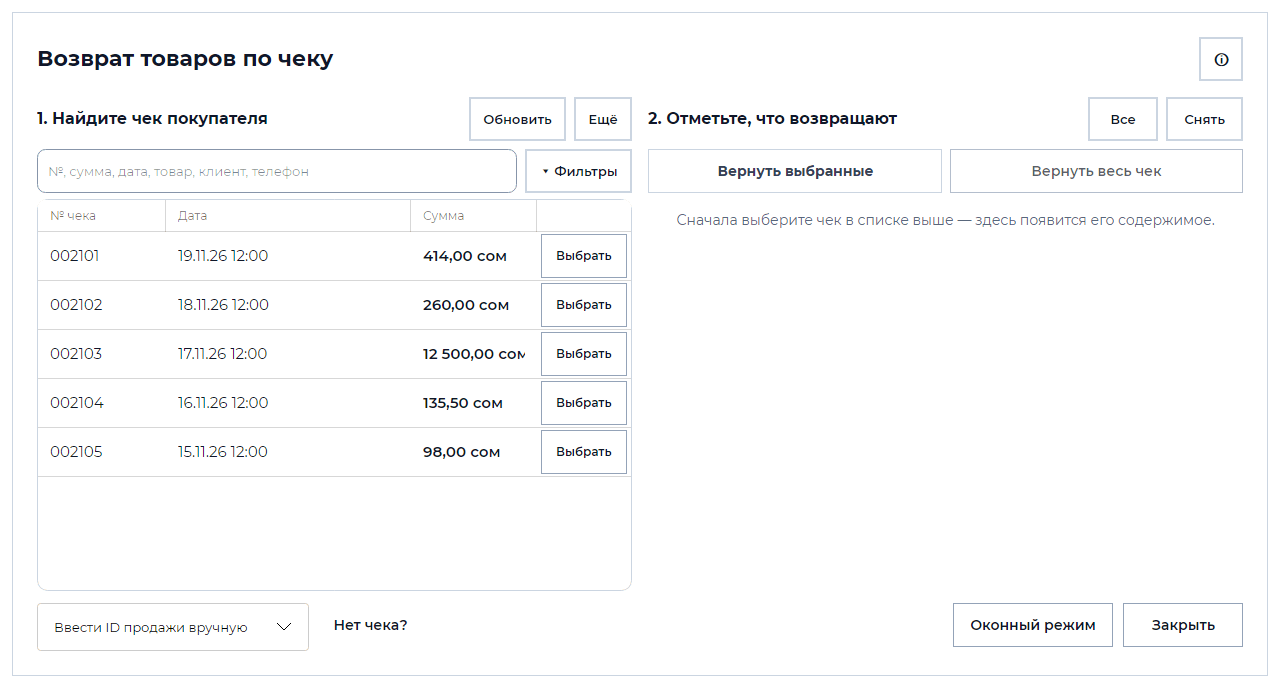 Возврат товаров по чеку
1. Найдите чек покупателя
Обновить
Ещё
№, сумма, дата, товар, клиент, телефон
Фильтры
№ чека Дата Сумма
002101 19.11.26 12:00 414,00 сом Выбрать
002102 18.11.26 12:00 260,00 сом Выбрать
002103 17.11.26 12:00 12 500,00 сом Выбрать
002104 16.11.26 12:00 135,50 сом Выбрать
002105 15.11.26 12:00 98,00 сом Выбрать
Ввести ID продажи вручную
Нет чека?
2. Отметьте, что возвращают
Все
Снять
Вернуть выбранные
Вернуть весь чек
Сначала выберите чек в списке выше — здесь появится его содержимое.
Оконный режим
Закрыть